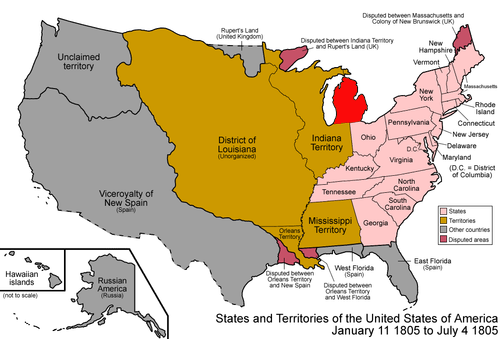 Disputed between Massachusetts and
Colony of New Brunswick (UK)
Rupert's Land
(United Kingdom)
Disputed between Indiana Territory
and Rupert's Land (UK)
New
Hampshire
Vermont
Unclaimed
territory
Massachusetts
New
York
Rhode
Island
Connecticut
Pennsylvania
New Jersey
District of
Louisiana
(Unorganized)
Indiana
Territory
Ohio
D.C.
Delaware
Maryland
(D.C. = District
of Columbia)
Virginia
Kentucky
Viceroyalty of
New Spain
(Spain)
North
Carolina
Tennessee
South
Carolina
Mississippi
Territory
Georgia
Orleans
Territory
States
Territories
Other countries
Disputed areas
Hawaiian
islands
(not to scale)
Russian
America
(Russia)
Disputed between
Orleans Territory
and New Spain
West Florida
(Spain)
East Florida
(Spain)
Disputed between
Orleans Territory
and West Florida
States and Territories of the United States of America
January 11 1805 to July 4 1805